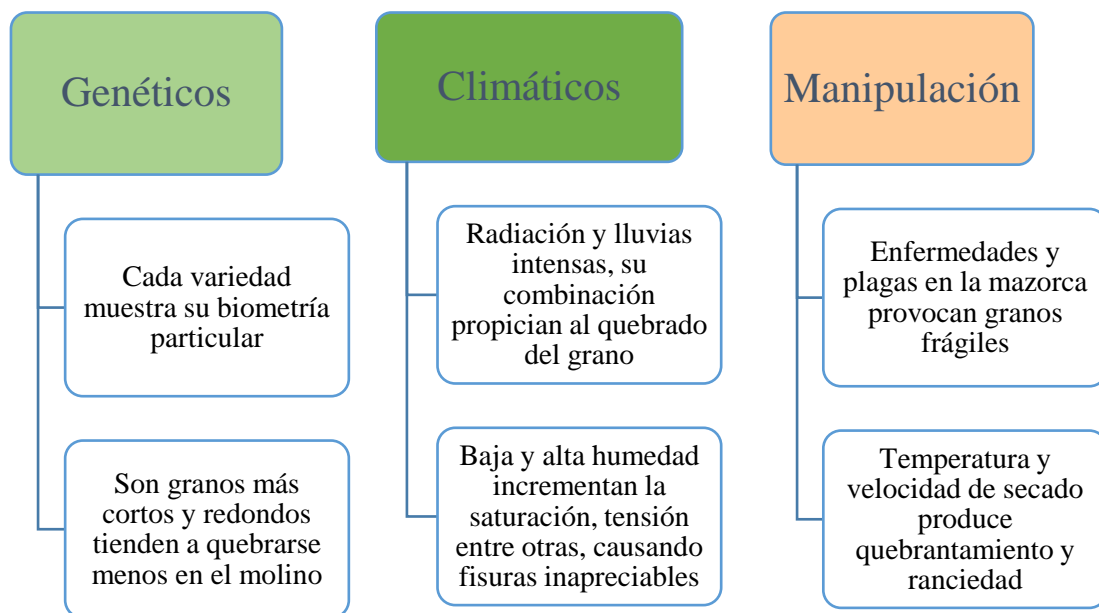 Genéticos
Cada variedad
muestra su biometría
particular
Son granos más
cortos y redondos
tienden a quebrarse
menos en el molino
Climáticos
Radiación y lluvias
intensas, su
combinación
propician al quebrado
del grano
Baja y alta humedad
incrementan la
saturación, tensión
entre otras, causando
fisuras inapreciables
Manipulación
Enfermedades y
plagas en la mazorca
provocan granos
frágiles
Temperatura y
velocidad de secado
produce
quebrantamiento y
ranciedad